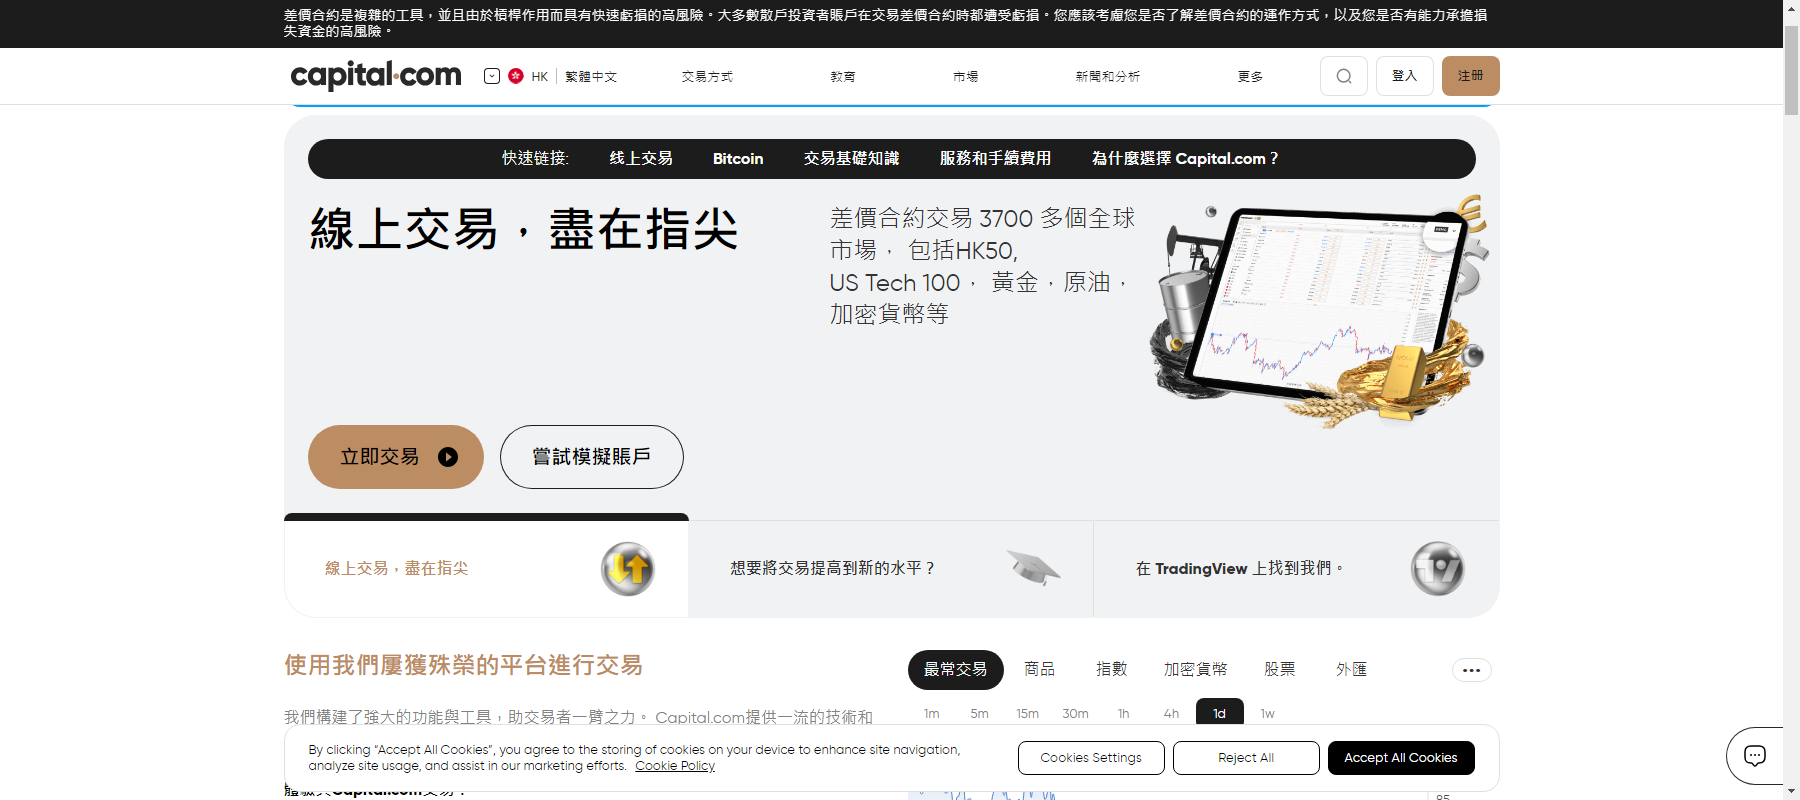 差價合約是複雜的工具，並且由於槓桿作用而具有快速虧損的高風險。大多數散戶投資者賬戶在交易差價合約時都遭受虧損。您應該考慮您是否了解差價合約的運作方式，以及您是否有能力承擔損
失資金的高風險。
capital.com
HK 繁體中文
交易方式
教育
市場
新聞和分析
更多
登入
注册
快速链接:
线上交易
Bitcoin
交易基礎知識
服務和手續費用
為什麼選擇 Capital.com？
線上交易，盡在指尖
差價合約交易 3700 多個全球
市場， 包括HK50,
US Tech 100， 黃金，原油，
加密貨幣等
立即交易
嘗試模擬賬戶
線上交易，盡在指尖
想要將交易提高到新的水平？
在 TradingView 上找到我們。
使用我們屢獲殊榮的平台進行交易
我們構建了強大的功能與工具，助交易者一臂之力。 Capital.com提供一流的技術和
最常交易
商品
指數
加密貨幣
股票
外匯
1m
5m
15m
30m
1h
4h
1d
1w
By clicking “Accept All Cookies”, you agree to the storing of cookies on your device to enhance site navigation,
analyze site usage, and assist in our marketing efforts. Cookie Policy
Cookies Settings
Reject All
Accept All Cookies